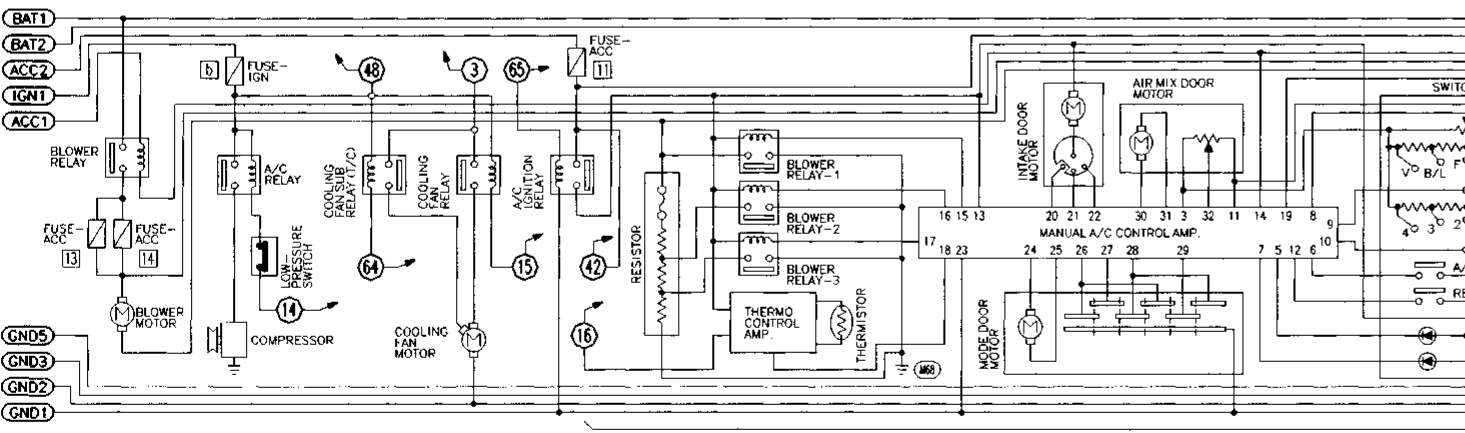 BAT1
BAT2
ACC2
IGN1
ACC1
GND5
GND3
GND2
GND1
BLOWER
RELAY
FUSE-
ACC
13
FUSE-
ACC
14
BLOWER
MOTOR
M
FUSE-
IGN
A/C
RELAY
LOW-
PRESSURE
SWITCH
14
COMPRESSOR
48
3
65
FUSE-
ACC
11
COOLING
FAN SUB
RELAY(T/C)
COOLING
FAN
RELAY
A/C
IGNITION
RELAY
64
15
42
16
COOLING
FAN
MOTOR
M
RESISTOR
BLOWER
RELAY-1
BLOWER
RELAY-2
BLOWER
RELAY-3
THERMO
CONTROL
AMP.
THERMISTOR
M68
INTAKE DOOR
MOTOR
M
AIR MIX DOOR
MOTOR
M
16 15 13
20 21 22
30 31 3 32 11 14 19 8
9
10
MANUAL A/C CONTROL AMP.
17
18 23
24 25 26 27 28 29 7 5 12 6
MODE DOOR
MOTOR
M
SWITC
V B/L F
4 3 2
A/
RE